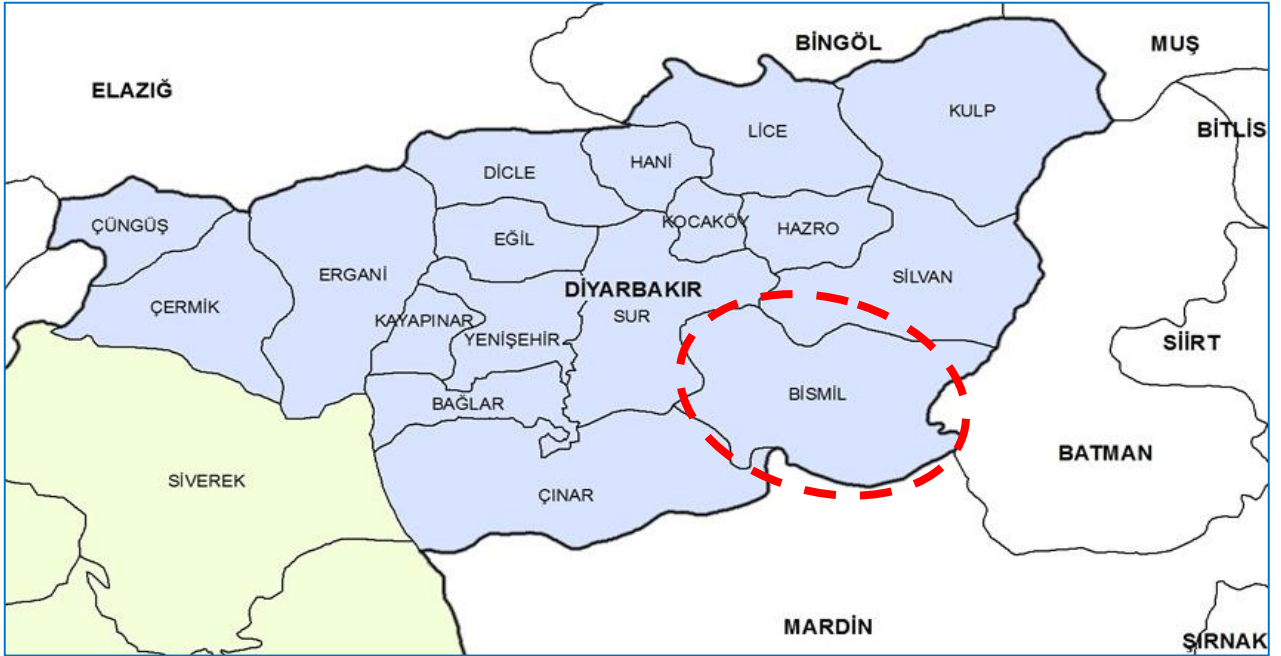 BİNGÖL
MUŞ
ELAZIĞ
KULP
LİCE
BİTLİS
HANİ
DİCLE
ÇÜNGÜŞ
KOCAKÖY
HAZRO
EĞİL
ERGANİ
SİLVAN
DİYARBAKIR
ÇERMİK
SUR
KAYAPINAR
YENİŞEHİR
SİİRT
BİSMİL
BAĞLAR
BATMAN
SİVEREK
ÇINAR
MARDİN
ŞIRNAK